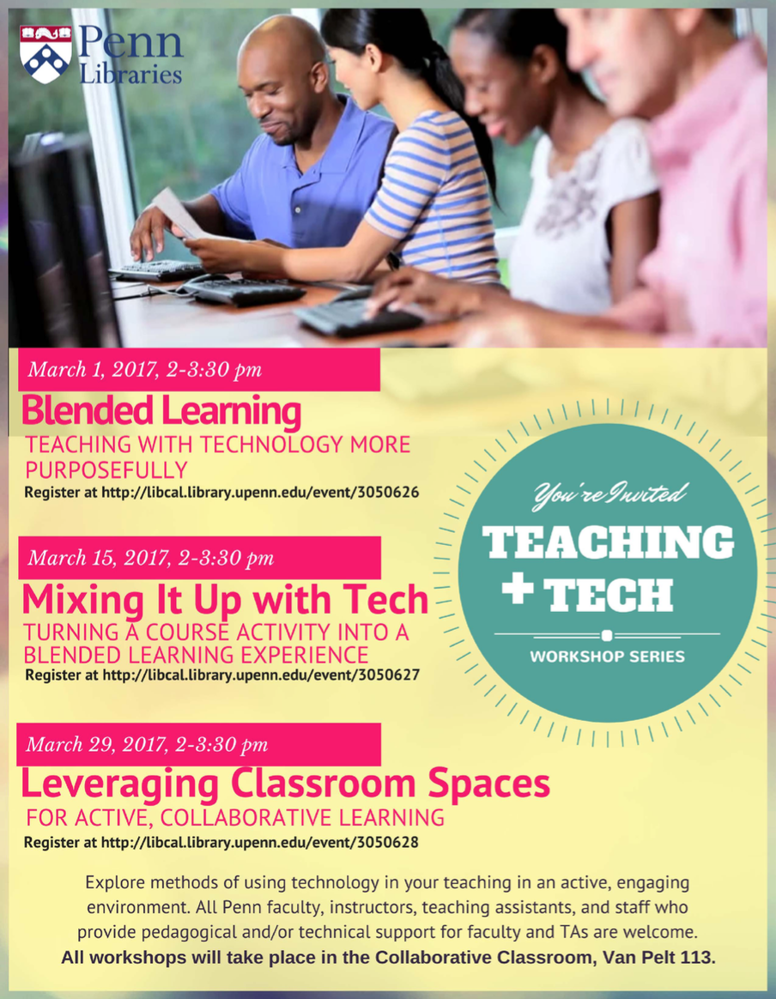 Penn
Libraries
March 1, 2017, 2-3:30 pm
Blended Learning
TEACHING WITH TECHNOLOGY MORE
PURPOSEFULLY
Register at http://libcal.library.upenn.edu/event/3050626
March 15, 2017, 2-3:30 pm
Mixing It Up with Tech
TURNING A COURSE ACTIVITY INTO A
BLENDED LEARNING EXPERIENCE
Register at http://libcal.library.upenn.edu/event/3050627
You're Invited
TEACHING
+ TECH
WORKSHOP SERIES
March 29, 2017, 2-3:30 pm
Leveraging Classroom Spaces
FOR ACTIVE, COLLABORATIVE LEARNING
Register at http://libcal.library.upenn.edu/event/3050628
Explore methods of using technology in your teaching in an active, engaging
environment. All Penn faculty, instructors, teaching assistants, and staff who
provide pedagogical and/or technical support for faculty and TAs are welcome.
All workshops will take place in the Collaborative Classroom, Van Pelt 113.